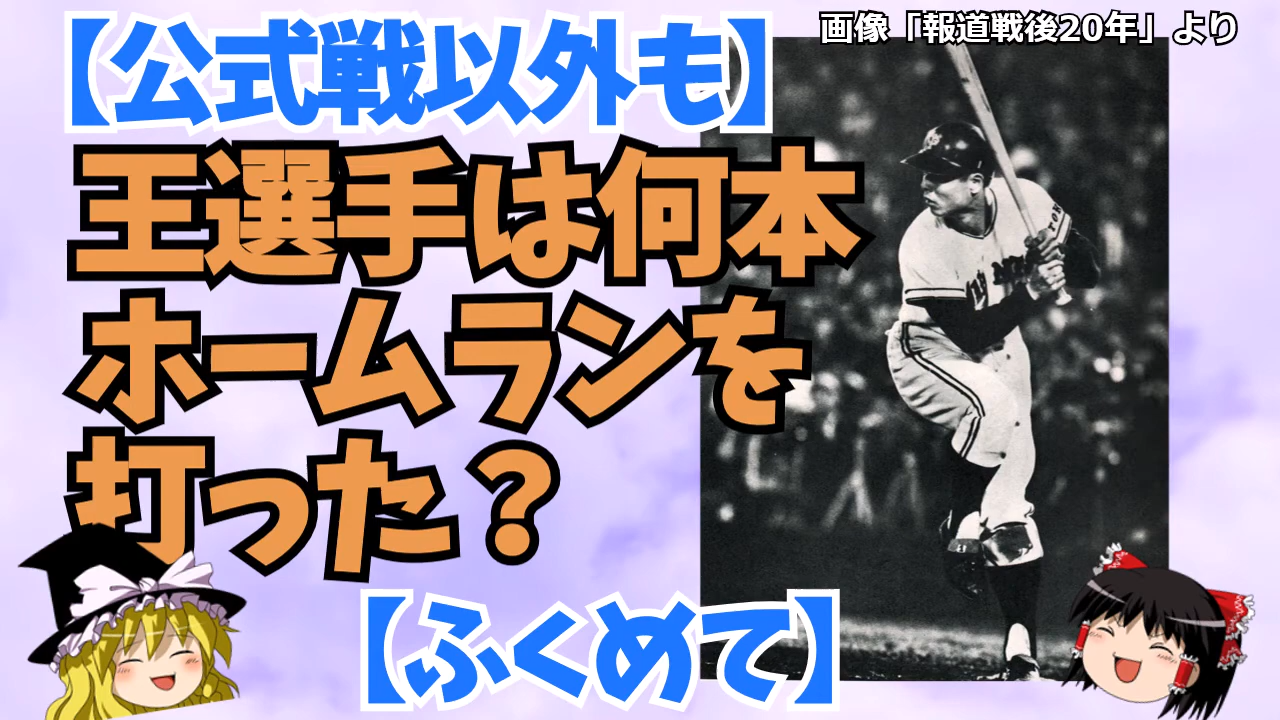 画像「報道戦後20年」より
【公式戦以外も】
王選手は何本
ホームランを
打った？
【ふくめて】